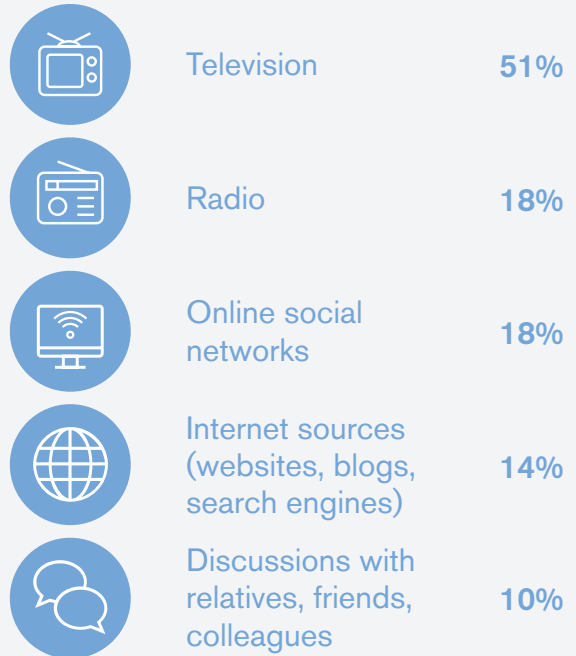 Television 51%
Radio 18%
Online social
networks 18%
Internet sources
(websites, blogs, 14%
search engines)
Discussions with
relatives, friends, 10%
colleagues